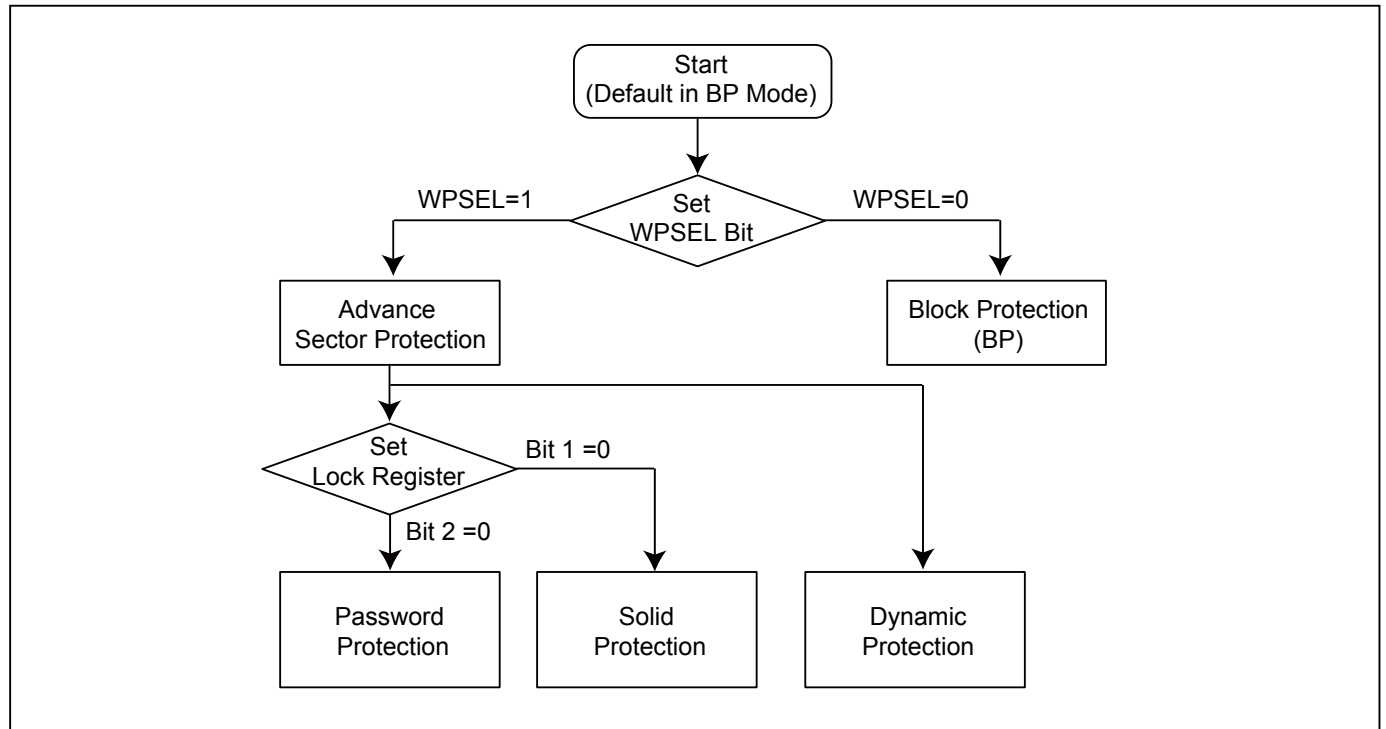 Start
(Default in BP Mode)
WPSEL=1
Set
WPSEL Bit
WPSEL=0
Advance
Sector Protection
Block Protection
(BP)
Set
Lock Register
Bit 1 =0
Bit 2 =0
Password
Protection
Solid
Protection
Dynamic
Protection